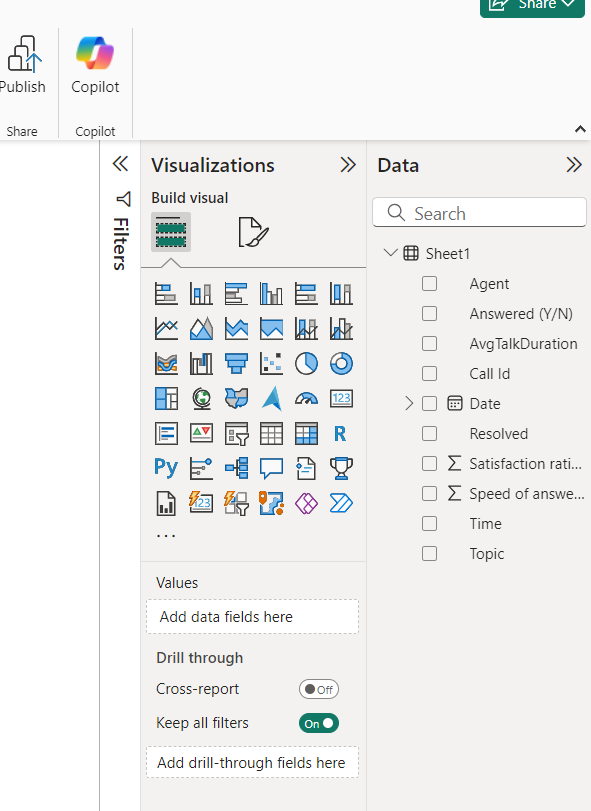 Share
Publish
Copilot
Share
Copilot
Filters
Visualizations
Build visual
123
R
Py
123
...
Values
Add data fields here
Drill through
Cross-report
Off
Keep all filters
On
Add drill-through fields here
Data
Search
Sheet1
Agent
Answered (Y/N)
AvgTalkDuration
Call Id
Date
Resolved
Σ Satisfaction rati...
Σ Speed of answe...
Time
Topic